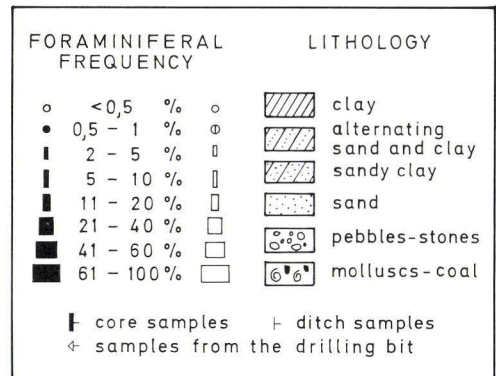 FORAMINIFERAL FREQUENCY
<0,5 %
0,5 – 1 %
2 – 5 %
5 – 10 %
11 – 20 %
21 – 40 %
41 – 60 %
61 – 100 %
LITHOLOGY
clay
alternating
sand and clay
sandy clay
sand
pebbles-stones
molluscs-coal
core samples
ditch samples
samples from the drilling bit